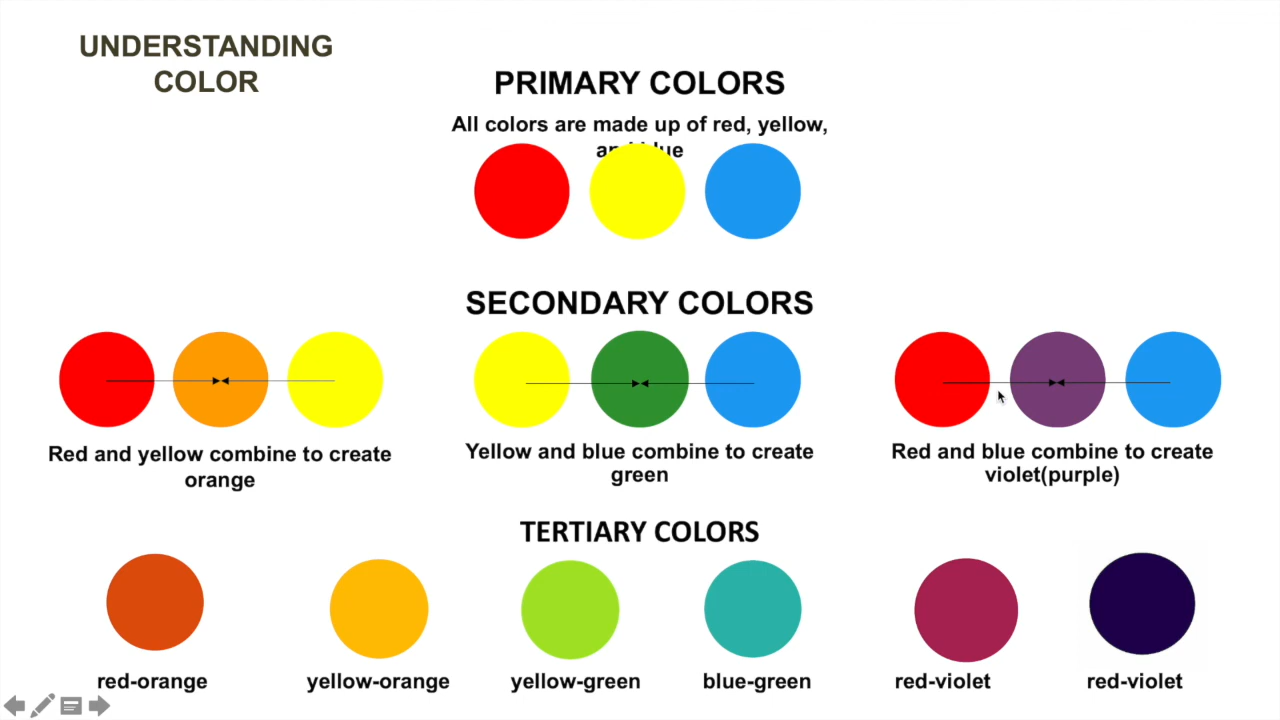 UNDERSTANDING
COLOR
PRIMARY COLORS
All colors are made up of red, yellow,
and blue
SECONDARY COLORS
Red and yellow combine to create
orange
Yellow and blue combine to create
green
Red and blue combine to create
violet(purple)
TERTIARY COLORS
red-orange
yellow-orange
yellow-green
blue-green
red-violet
red-violet